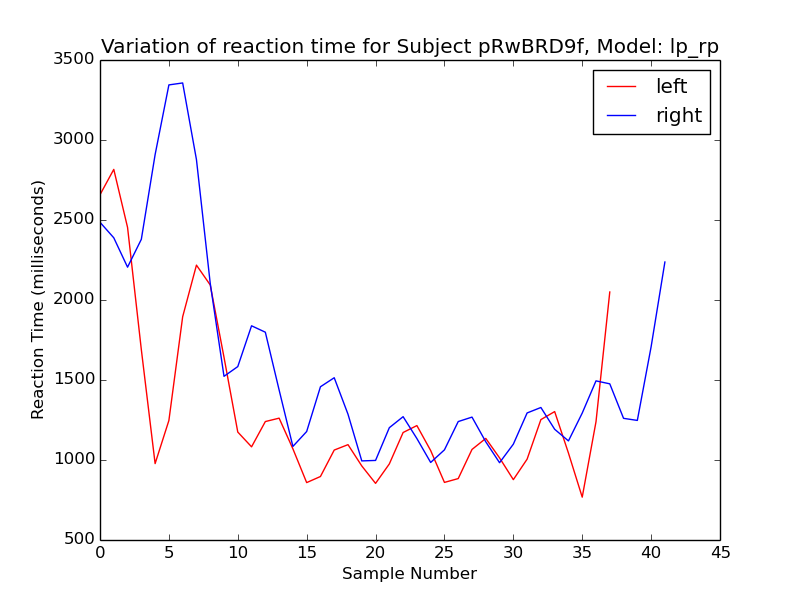 Variation of reaction time for Subject pRwBRD9f, Model: lp_rp
3500
3000
2500
2000
1500
1000
500
Reaction Time (milliseconds)
left
right
0 5 10 15 20 25 30 35 40 45
Sample Number